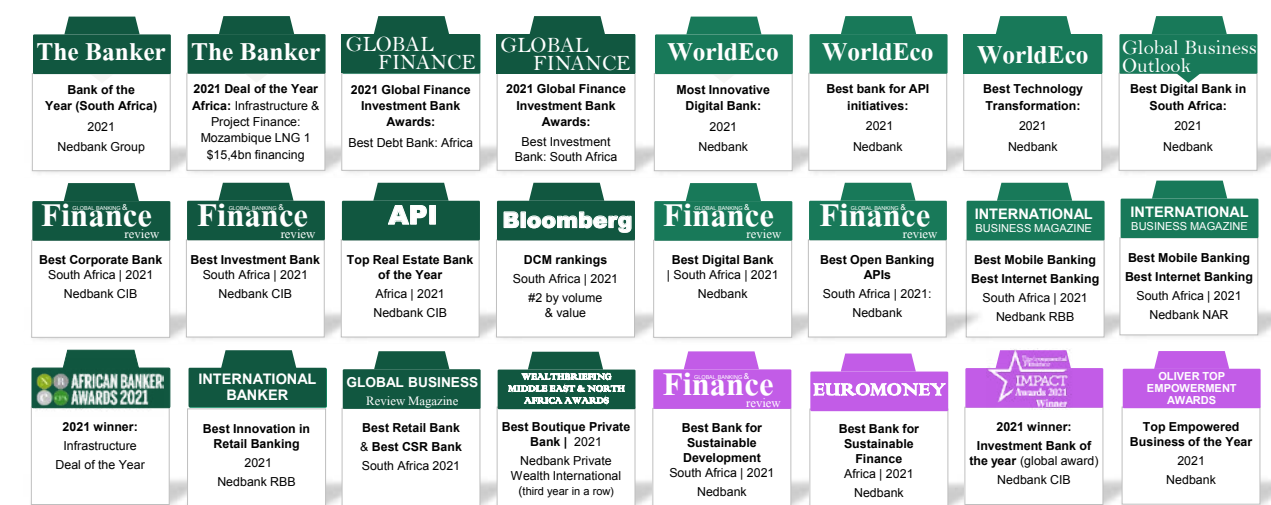 The Banker
Bank of the
Year (South Africa)
2021
Nedbank Group
The Banker
2021 Deal of the Year
Africa: Infrastructure &
Project Finance:
Mozambique LNG 1
$15,4bn financing
GLOBAL
FINANCE
2021 Global Finance
Investment Bank
Awards:
Best Debt Bank: Africa
GLOBAL
FINANCE
2021 Global Finance
Investment Bank
Awards:
Best Investment
Bank: South Africa
WorldEco
Most Innovative
Digital Bank:
2021
Nedbank
WorldEco
Best bank for API
initiatives:
2021
Nedbank
WorldEco
Best Technology
Transformation:
2021
Nedbank
Global Business
Outlook
Best Digital Bank in
South Africa:
2021
Nedbank
GLOBAL BANKING &
Finance
review
Best Corporate Bank
South Africa | 2021
Nedbank CIB
GLOBAL BANKING &
Finance
review
Best Investment Bank
South Africa | 2021
Nedbank CIB
API
Top Real Estate Bank
of the Year
Africa | 2021
Nedbank CIB
Bloomberg
DCM rankings
South Africa | 2021
#2 by volume
& value
GLOBAL BANKING &
Finance
review
Best Digital Bank
| South Africa | 2021
Nedbank
GLOBAL BANKING &
Finance
review
Best Open Banking
APIs
South Africa | 2021:
Nedbank
INTERNATIONAL
BUSINESS MAGAZINE
Best Mobile Banking
Best Internet Banking
South Africa | 2021
Nedbank RBB
INTERNATIONAL
BUSINESS MAGAZINE
Best Mobile Banking
Best Internet Banking
South Africa | 2021
Nedbank NAR
AFRICAN BANKER
AWARDS 2021
2021 winner:
Infrastructure
Deal of the Year
INTERNATIONAL
BANKER
Best Innovation in
Retail Banking
2021
Nedbank RBB
GLOBAL BUSINESS
Review Magazine
Best Retail Bank
& Best CSR Bank
South Africa 2021
WEALTHBRIEFING
MIDDLE EAST & NORTH
AFRICA AWARDS
Best Boutique Private
Bank | 2021
Nedbank Private
Wealth International
(third year in a row)
GLOBAL BANKING &
Finance
review
Best Bank for
Sustainable
Development
South Africa | 2021
Nedbank
EUROMONEY
Best Bank for
Sustainable
Finance
Africa | 2021
Nedbank
Environmental
Finance
IMPACT
Awards 2021
Winner
2021 winner:
Investment Bank of
the year (global award)
Nedbank CIB
OLIVER TOP
EMPOWERMENT
AWARDS
Top Empowered
Business of the Year
2021
Nedbank